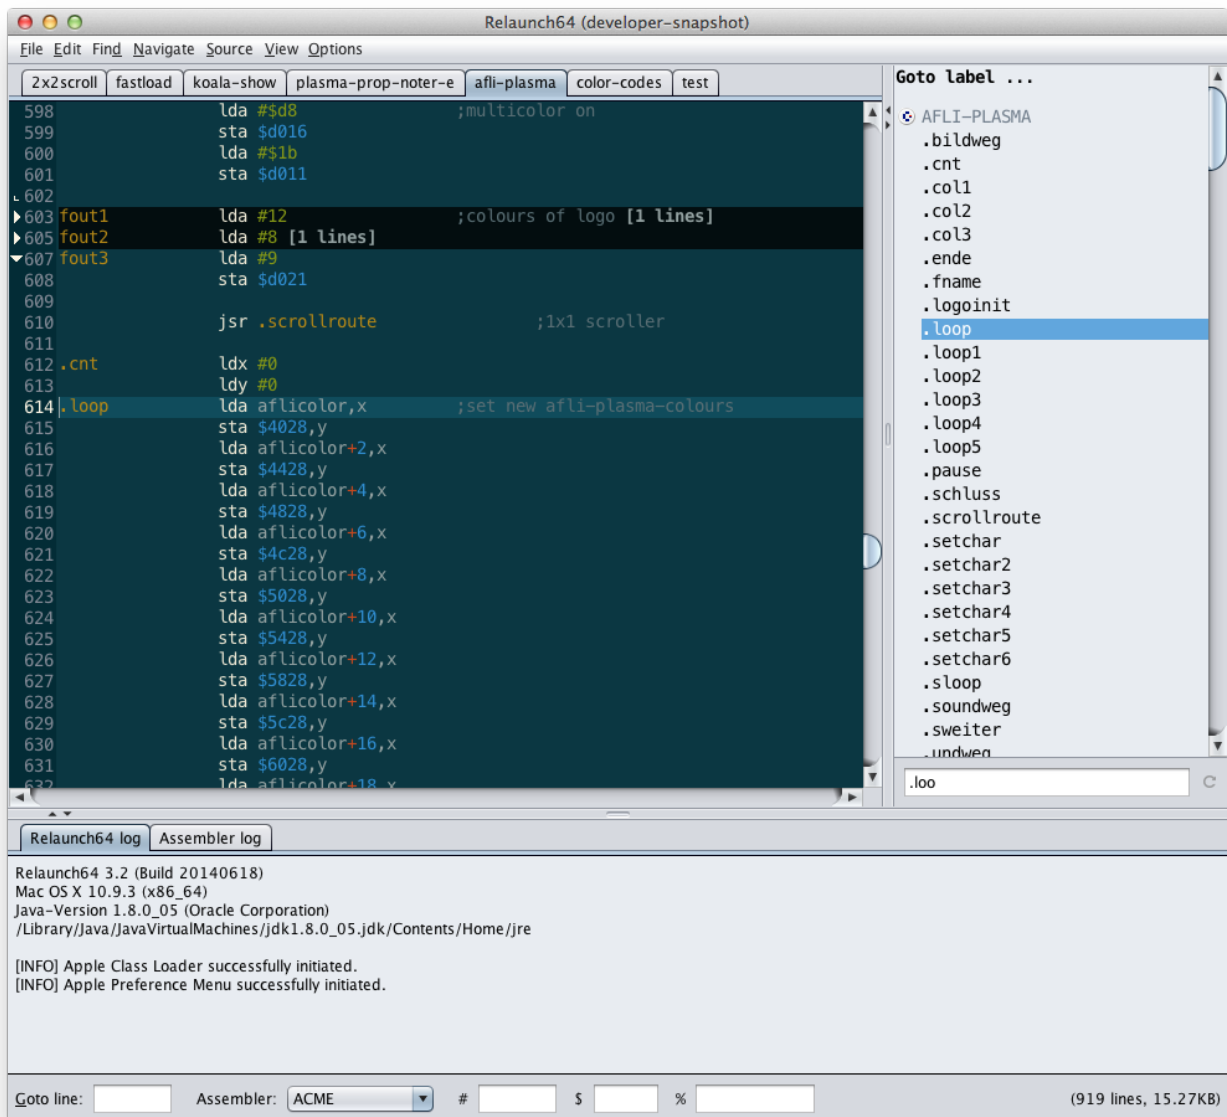 Relaunch64 (developer-snapshot)
File Edit Find Navigate Source View Options
2x2scroll fastload koala-show plasma-prop-noter-e afli-plasma color-codes test
598 lda #$d8 ;multicolor on
599 sta $d016
600 lda #$1b
601 sta $d011
602
603 fout1 lda #12 ;colours of logo [1 lines]
605 fout2 lda #8 [1 lines]
607 fout3 lda #9
608 sta $d021
609
610 jsr .scrollroute ;1x1 scroller
611
612 .cnt ldx #0
613 ldy #0
614 .loop lda aflicolor,x ;set new afli-plasma-colours
615 sta $4028,y
616 lda aflicolor+2,x
617 sta $4428,y
618 lda aflicolor+4,x
619 sta $4828,y
620 lda aflicolor+6,x
621 sta $4c28,y
622 lda aflicolor+8,x
623 sta $5028,y
624 lda aflicolor+10,x
625 sta $5428,y
626 lda aflicolor+12,x
627 sta $5828,y
628 lda aflicolor+14,x
629 sta $5c28,y
630 lda aflicolor+16,x
631 sta $6028,y
632 lda aflicolor+18,x
Goto label ...
AFLI-PLASMA
.bildweg
.cnt
.col1
.col2
.col3
.ende
.fname
.logoinit
.loop
.loop1
.loop2
.loop3
.loop4
.loop5
.pause
.schluss
.scrollroute
.setchar
.setchar2
.setchar3
.setchar4
.setchar5
.setchar6
.sloop
.soundweg
.sweiter
.undweg
.loo
Relaunch64 log Assembler log
Relaunch64 3.2 (Build 20140618)
Mac OS X 10.9.3 (x86_64)
Java-Version 1.8.0_05 (Oracle Corporation)
/Library/Java/JavaVirtualMachines/jdk1.8.0_05.jdk/Contents/Home/jre
[INFO] Apple Class Loader successfully initiated.
[INFO] Apple Preference Menu successfully initiated.
Goto line: Assembler: ACME # $ % (919 lines, 15.27KB)